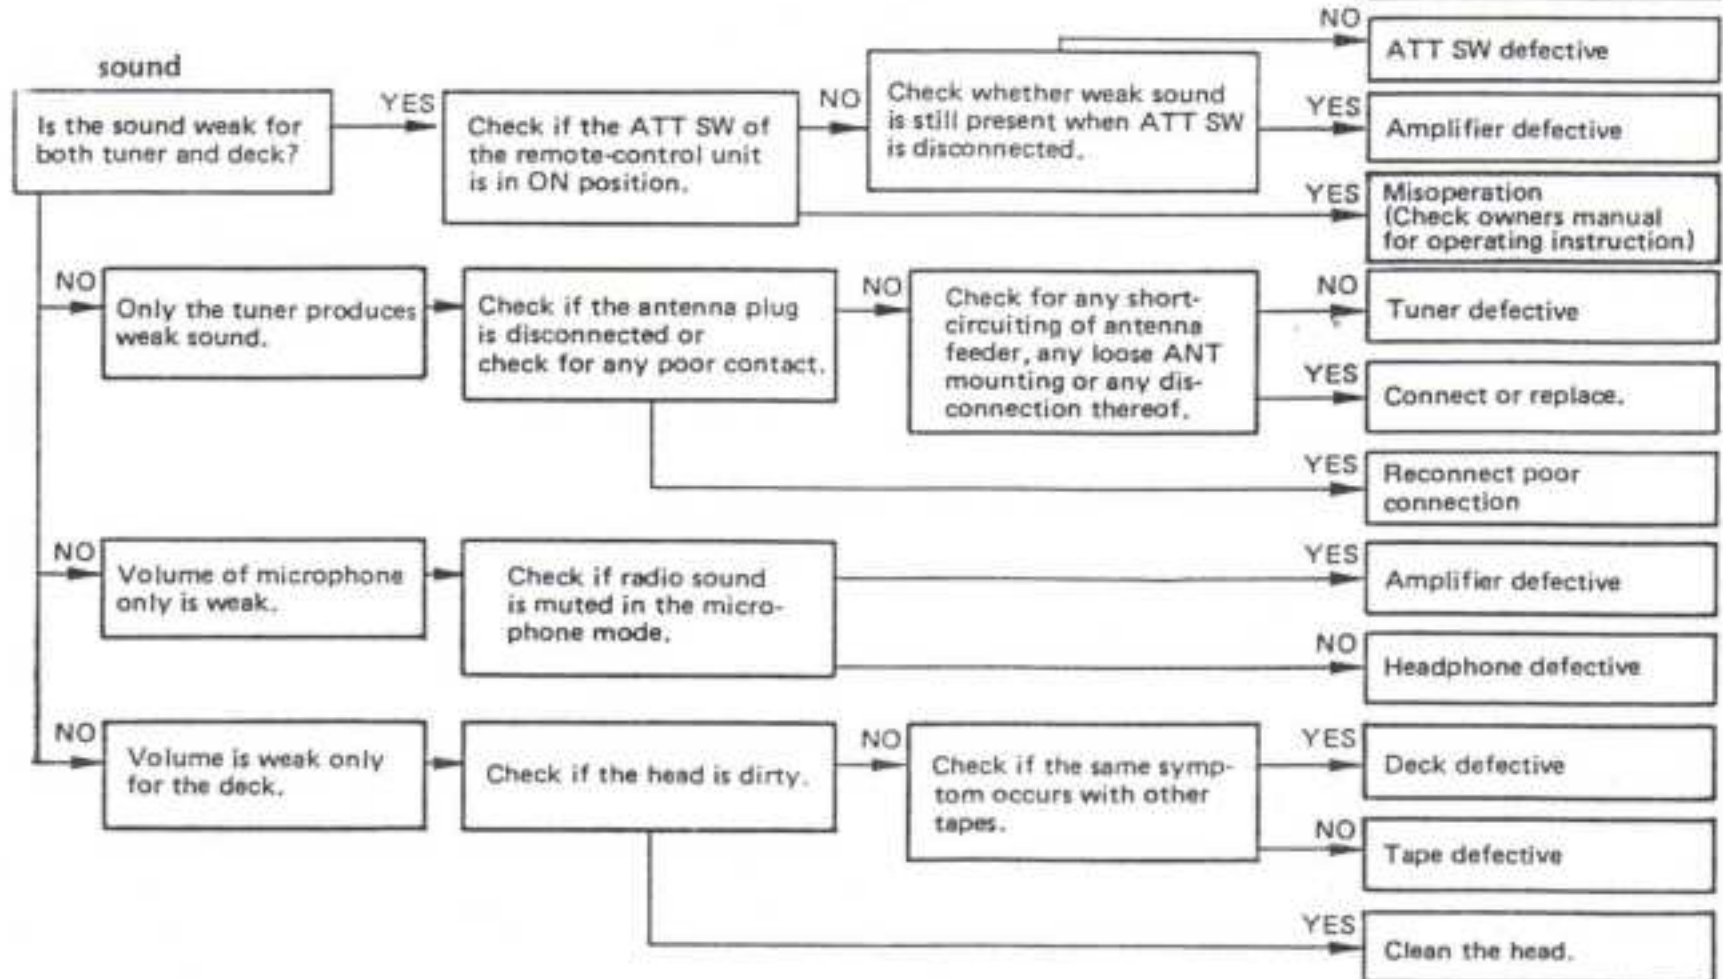 sound
Is the sound weak for
both tuner and deck?
YES
Check if the ATT SW of
the remote-control unit
is in ON position.
NO
Check whether weak sound
is still present when ATT SW
is disconnected.
NO
ATT SW defective
YES
Amplifier defective
YES
Misoperation
(Check owners manual
for operating instruction)
NO
Only the tuner produces
weak sound.
Check if the antenna plug
is disconnected or
check for any poor contact.
NO
Check for any short-
circuiting of antenna
feeder, any loose ANT
mounting or any dis-
connection thereof.
NO
Tuner defective
YES
Connect or replace.
YES
Reconnect poor
connection
NO
Volume of microphone
only is weak.
Check if radio sound
is muted in the micro-
phone mode.
YES
Amplifier defective
NO
Headphone defective
NO
Volume is weak only
for the deck.
Check if the head is dirty.
NO
Check if the same symp-
tom occurs with other
tapes.
YES
Deck defective
NO
Tape defective
YES
Clean the head.